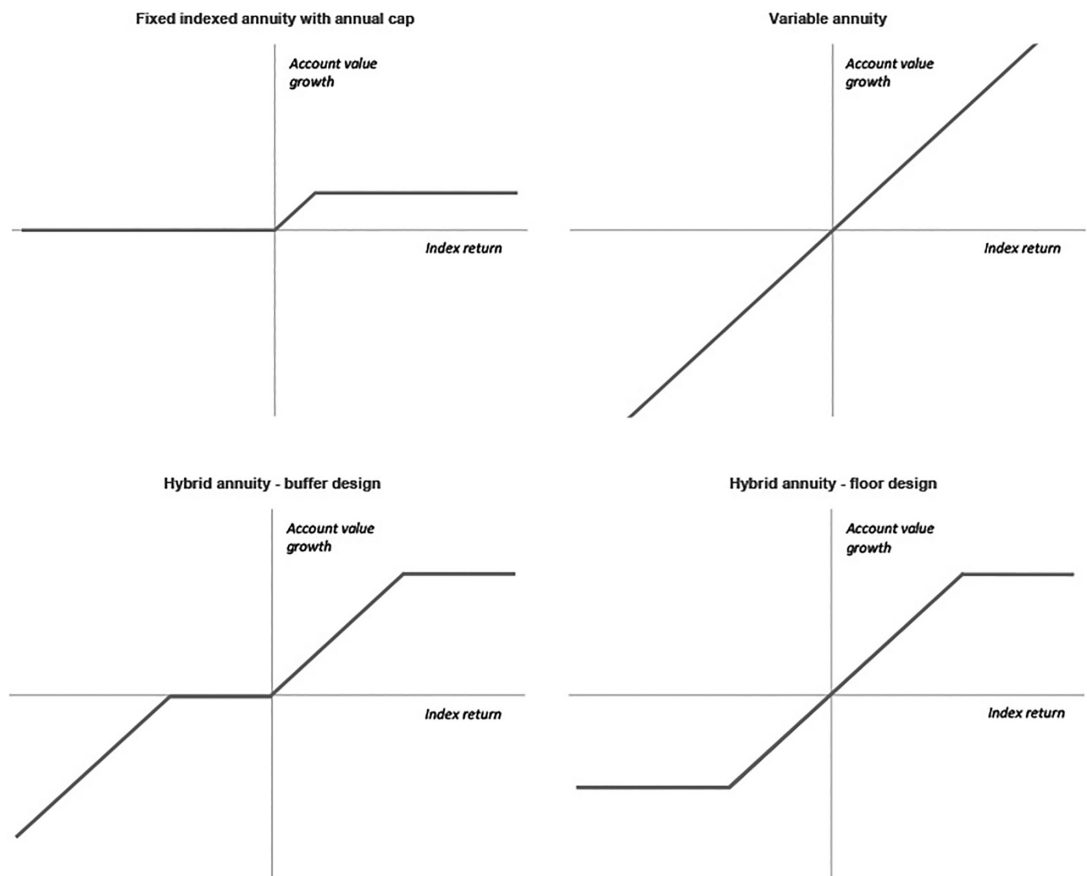 Fixed indexed annuity with annual cap
Account value
growth
Index return
Variable annuity
Account value
growth
Index return
Hybrid annuity - buffer design
Account value
growth
Index return
Hybrid annuity - floor design
Account value
growth
Index return